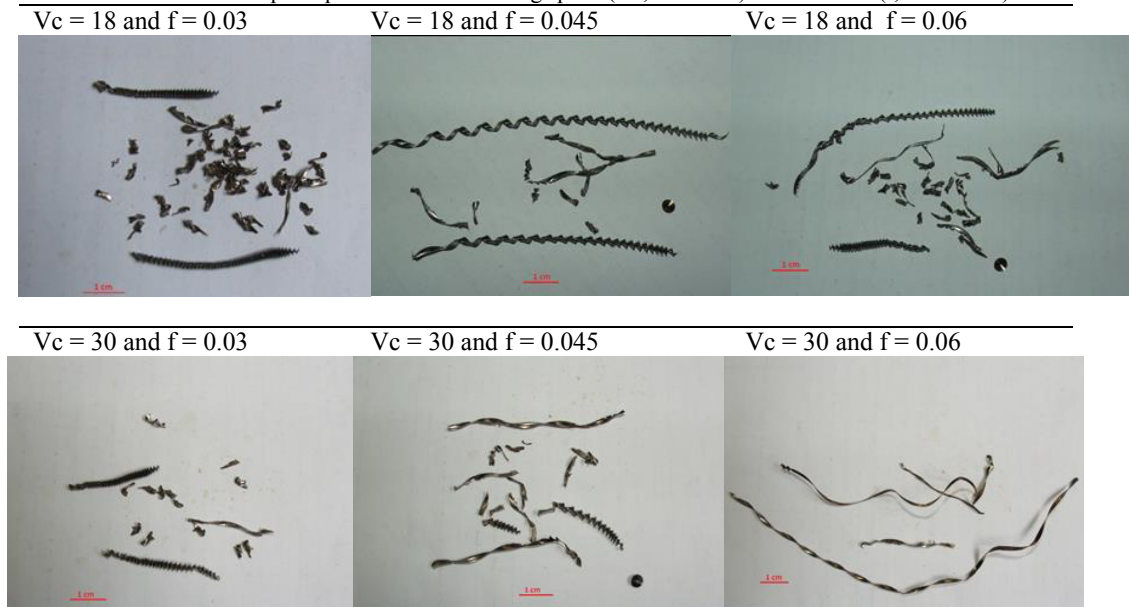 Vc = 18 and f = 0.03 Vc = 18 and f = 0.045 Vc = 18 and f = 0.06
1 cm 1 cm 1 cm
Vc = 30 and f = 0.03 Vc = 30 and f = 0.045 Vc = 30 and f = 0.06
1 cm 1 cm 1 cm